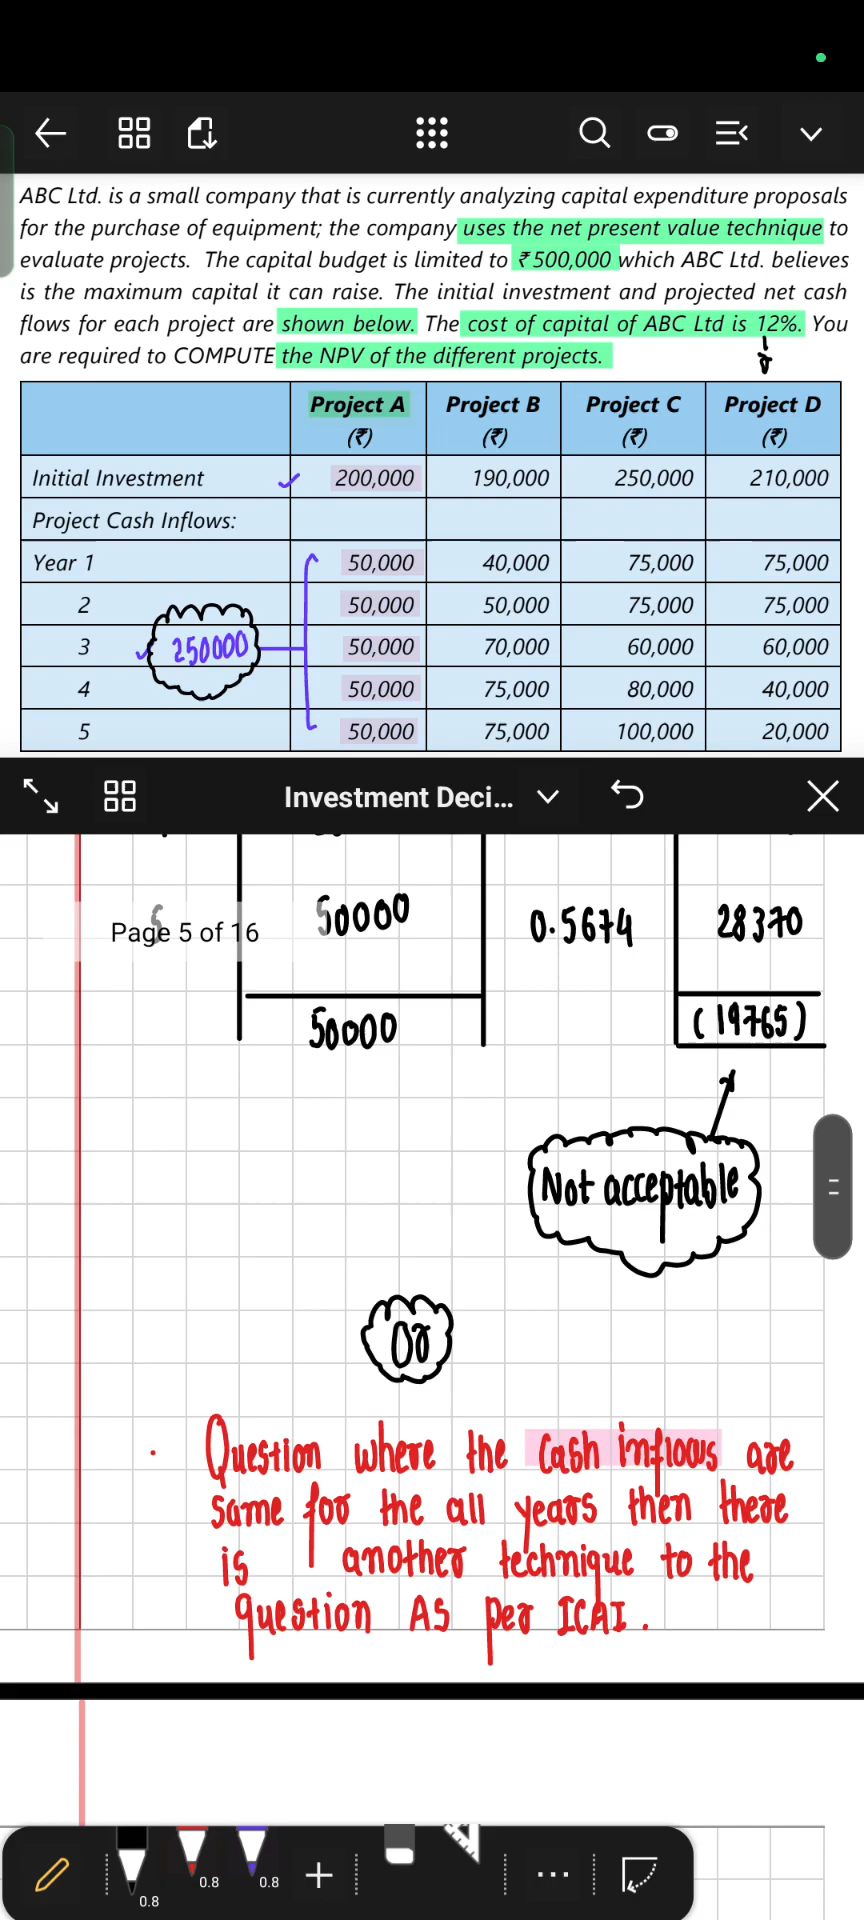 ABC Ltd. is a small company that is currently analyzing capital expenditure proposals
for the purchase of equipment; the company uses the net present value technique to
evaluate projects. The capital budget is limited to ₹500,000 which ABC Ltd. believes
is the maximum capital it can raise. The initial investment and projected net cash
flows for each project are shown below. The cost of capital of ABC Ltd is 12%. You
are required to COMPUTE the NPV of the different projects.
Project A Project B Project C Project D
(₹) (₹) (₹) (₹)
Initial Investment 200,000 190,000 250,000 210,000
Project Cash Inflows:
Year 1 50,000 40,000 75,000 75,000
2 50,000 50,000 75,000 75,000
3 250000 50,000 70,000 60,000 60,000
4 50,000 75,000 80,000 40,000
5 50,000 75,000 100,000 20,000
Investment Deci...
Page 5 of 16
5 50000 0.5674 28370
50000 (19765)
Not acceptable
Or
Question where the cash inflows are
same for the all years then there
is another technique to the
question AS per ICAI.
0.8 0.8 0.8